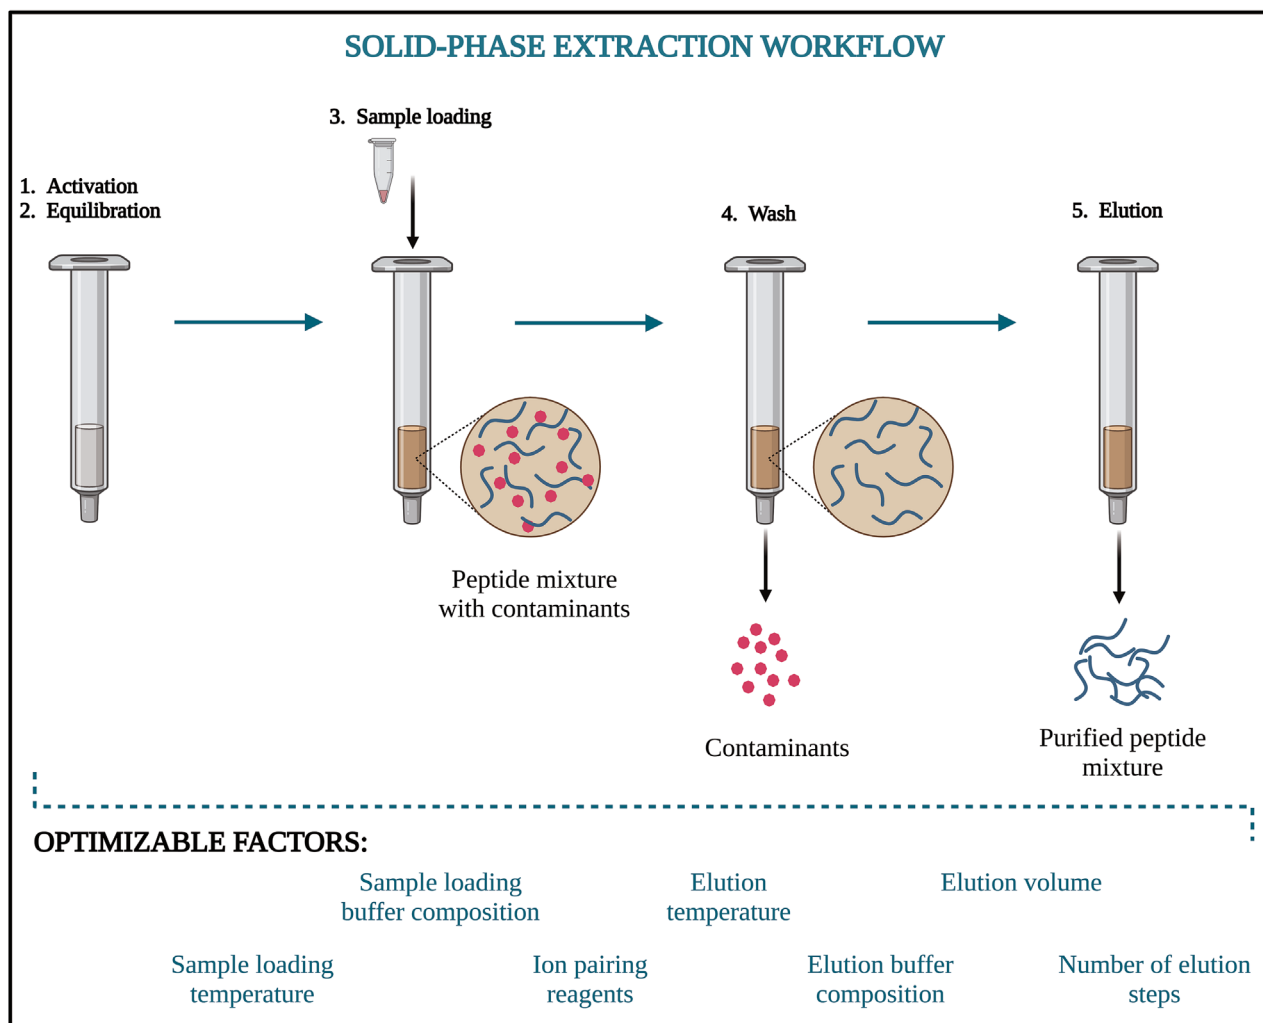 SOLID-PHASE EXTRACTION WORKFLOW
1. Activation
2. Equilibration
3. Sample loading
4. Wash
5. Elution
Peptide mixture
with contaminants
Contaminants
Purified peptide
mixture
OPTIMIZABLE FACTORS:
Sample loading
buffer composition
Elution
temperature
Elution volume
Sample loading
temperature
Ion pairing
reagents
Elution buffer
composition
Number of elution
steps